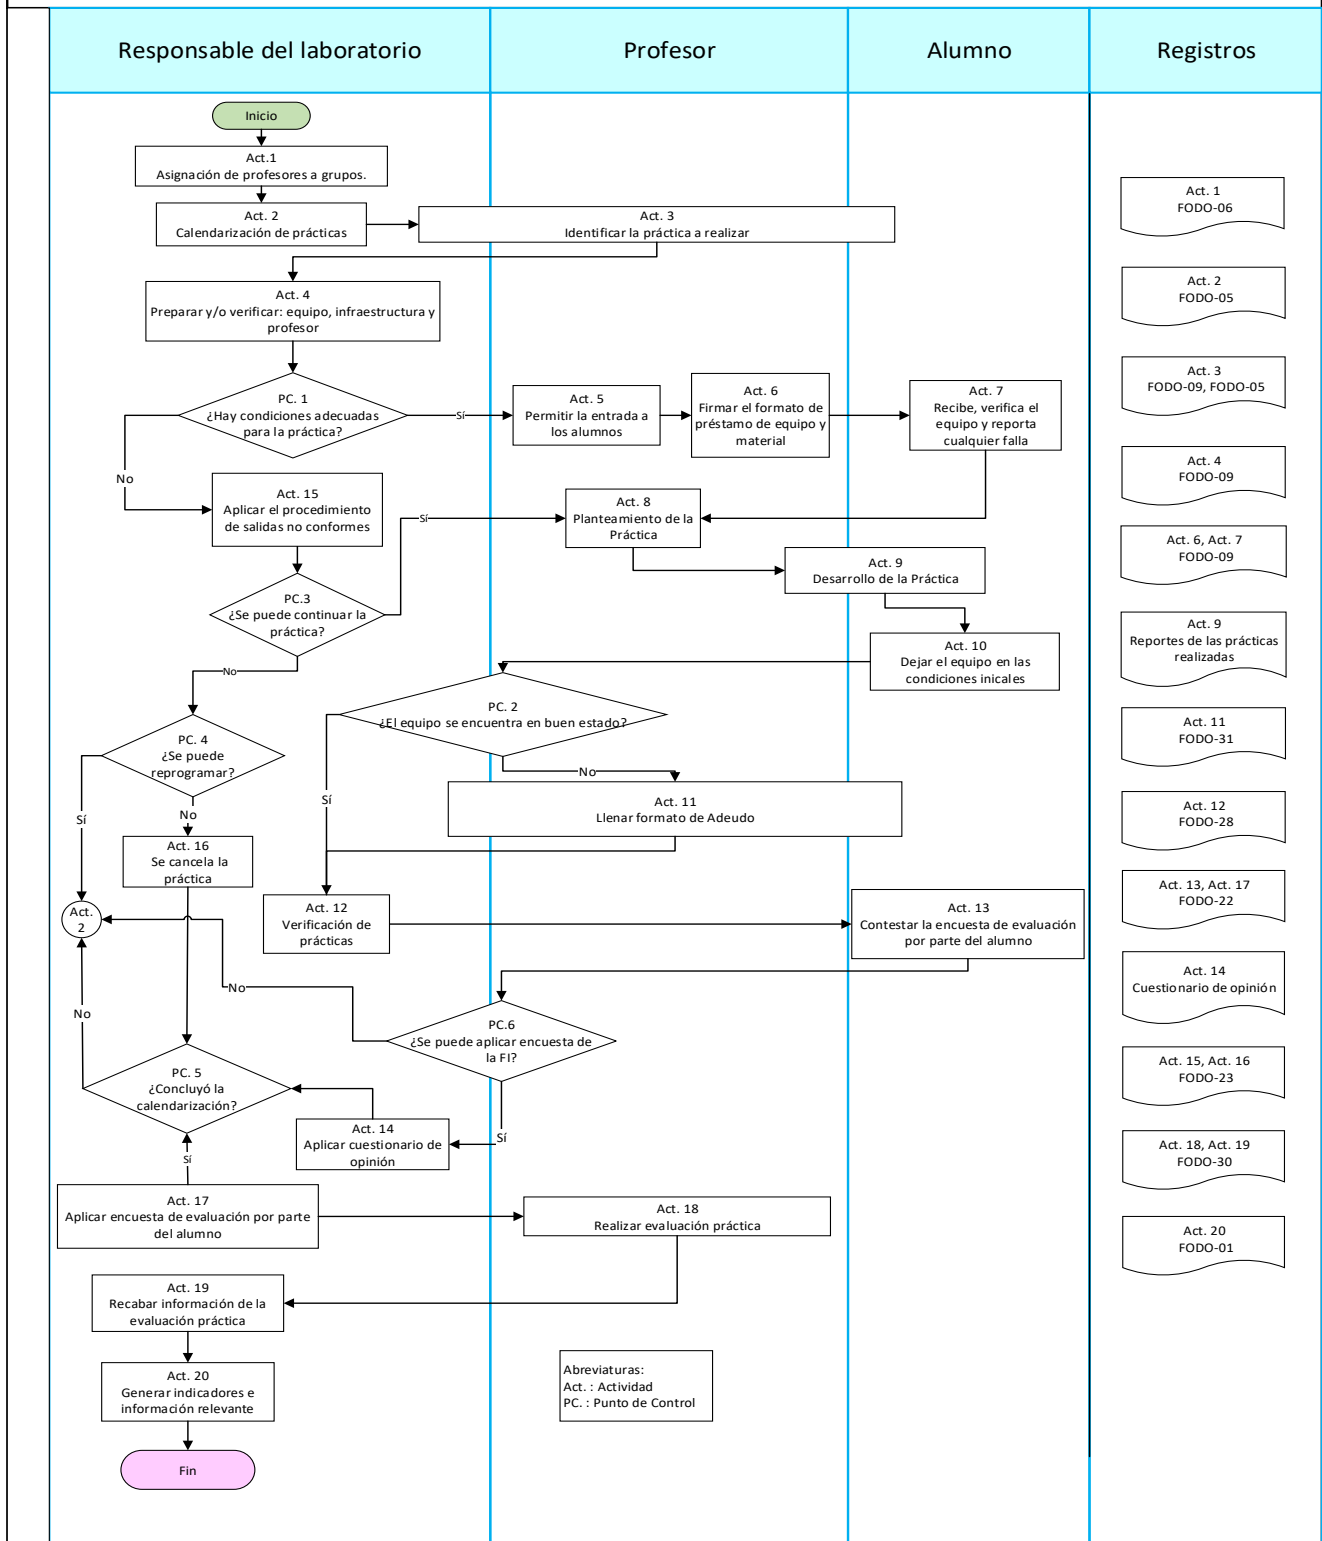 Responsable del laboratorio
Profesor
Alumno
Registros
Inicio
Act.1
Asignación de profesores a grupos.
Act. 2
Calendarización de prácticas
Act. 3
Identificar la práctica a realizar
Act. 4
Preparar y/o verificar: equipo, infraestructura y
profesor
PC. 1
¿Hay condiciones adecuadas
para la práctica?
Sí
No
Act. 5
Permitir la entrada a
los alumnos
Act. 6
Firmar el formato de
préstamo de equipo y
material
Act. 7
Recibe, verifica el
equipo y reporta
cualquier falla
Act. 15
Aplicar el procedimiento
de salidas no conformes
Sí
Act. 8
Planteamiento de la
Práctica
Act. 9
Desarrollo de la Práctica
PC.3
¿Se puede continuar la
práctica?
No
Act. 10
Dejar el equipo en las
condiciones inicales
PC. 2
¿El equipo se encuentra en buen estado?
No
Sí
PC. 4
¿Se puede
reprogramar?
Sí
No
Act. 11
Llenar formato de Adeudo
Act. 16
Se cancela la
práctica
Act.
2
Act. 12
Verificación de
prácticas
Act. 13
Contestar la encuesta de evaluación
por parte del alumno
No
No
PC.6
¿Se puede aplicar encuesta de
la FI?
Sí
PC. 5
¿Concluyó la
calendarización?
Sí
Act. 14
Aplicar cuestionario de
opinión
Act. 17
Aplicar encuesta de evaluación por parte
del alumno
Act. 18
Realizar evaluación práctica
Act. 19
Recabar información de la
evaluación práctica
Act. 20
Generar indicadores e
información relevante
Fin
Abreviaturas:
Act. : Actividad
PC. : Punto de Control
Act. 1
FODO-06
Act. 2
FODO-05
Act. 3
FODO-09, FODO-05
Act. 4
FODO-09
Act. 6, Act. 7
FODO-09
Act. 9
Reportes de las prácticas
realizadas
Act. 11
FODO-31
Act. 12
FODO-28
Act. 13, Act. 17
FODO-22
Act. 14
Cuestionario de opinión
Act. 15, Act. 16
FODO-23
Act. 18, Act. 19
FODO-30
Act. 20
FODO-01